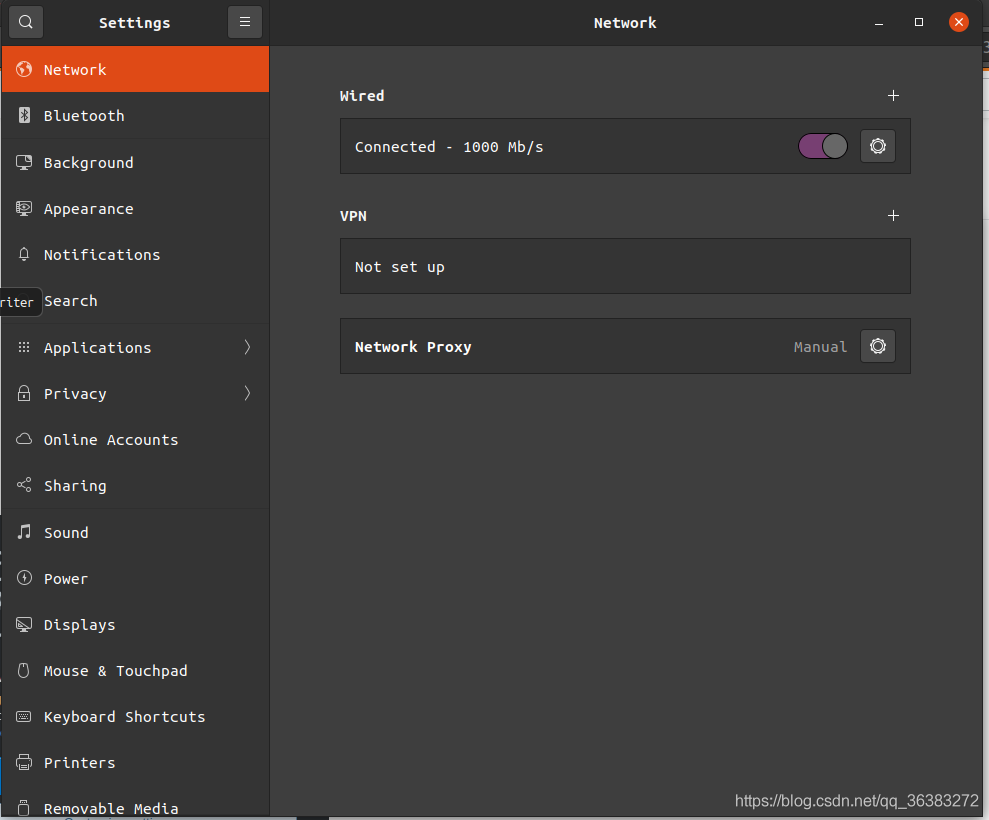 Settings
Network
Network
Bluetooth
Background
Appearance
Notifications
riter
Search
Applications
Privacy
Online Accounts
Sharing
Sound
Power
Displays
Mouse & Touchpad
Keyboard Shortcuts
Printers
Removable Media
Wired
Connected - 1000 Mb/s
VPN
Not set up
Network Proxy
Manual
https://blog.csdn.net/qq_36383272